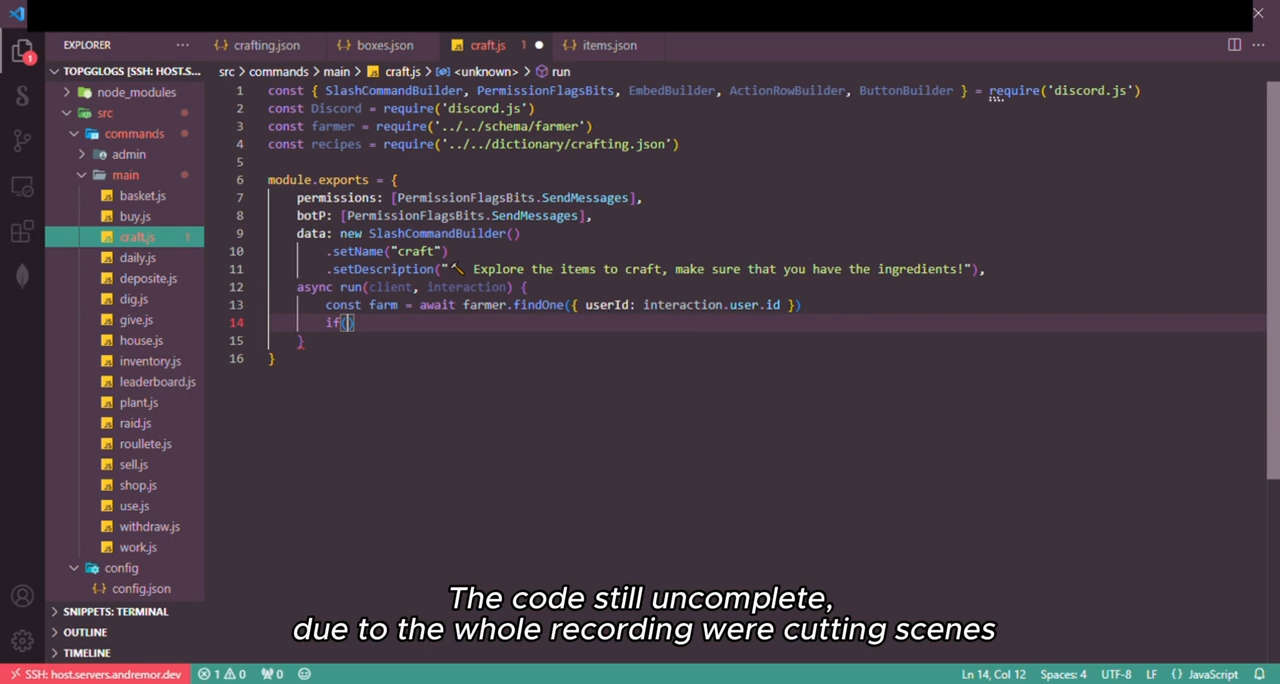 EXPLORER
crafting.json
boxes.json
craft.js 1
items.json
TOPGGLOGS [SSH: HOST.S...
src > commands > main > craft.js > <unknown> > run
node_modules
src
commands
admin
main
basket.js
buy.js
craft.js 1
daily.js
deposite.js
dig.js
give.js
house.js
inventory.js
leaderboard.js
plant.js
raid.js
roullete.js
sell.js
shop.js
use.js
withdraw.js
work.js
config
config.json
SNIPPETS: TERMINAL
OUTLINE
TIMELINE
1 const { SlashCommandBuilder, PermissionFlagsBits, EmbedBuilder, ActionRowBuilder, ButtonBuilder } = require('discord.js')
2 const Discord = require('discord.js')
3 const farmer = require('../../schema/farmer')
4 const recipes = require('../../dictionary/crafting.json')
5
6 module.exports = {
7 permissions: [PermissionFlagsBits.SendMessages],
8 botP: [PermissionFlagsBits.SendMessages],
9 data: new SlashCommandBuilder()
10 .setName("craft")
11 .setDescription("🔨 Explore the items to craft, make sure that you have the ingredients!"),
12 async run(client, interaction) {
13 const farm = await farmer.findOne({ userId: interaction.user.id })
14 if()
15 }
16 }
The code still uncomplete,
due to the whole recording were cutting scenes
SSH: host.servers.andremor.dev 1 0 0 Ln 14, Col 12 Spaces: 4 UTF-8 LF {} JavaScript
1